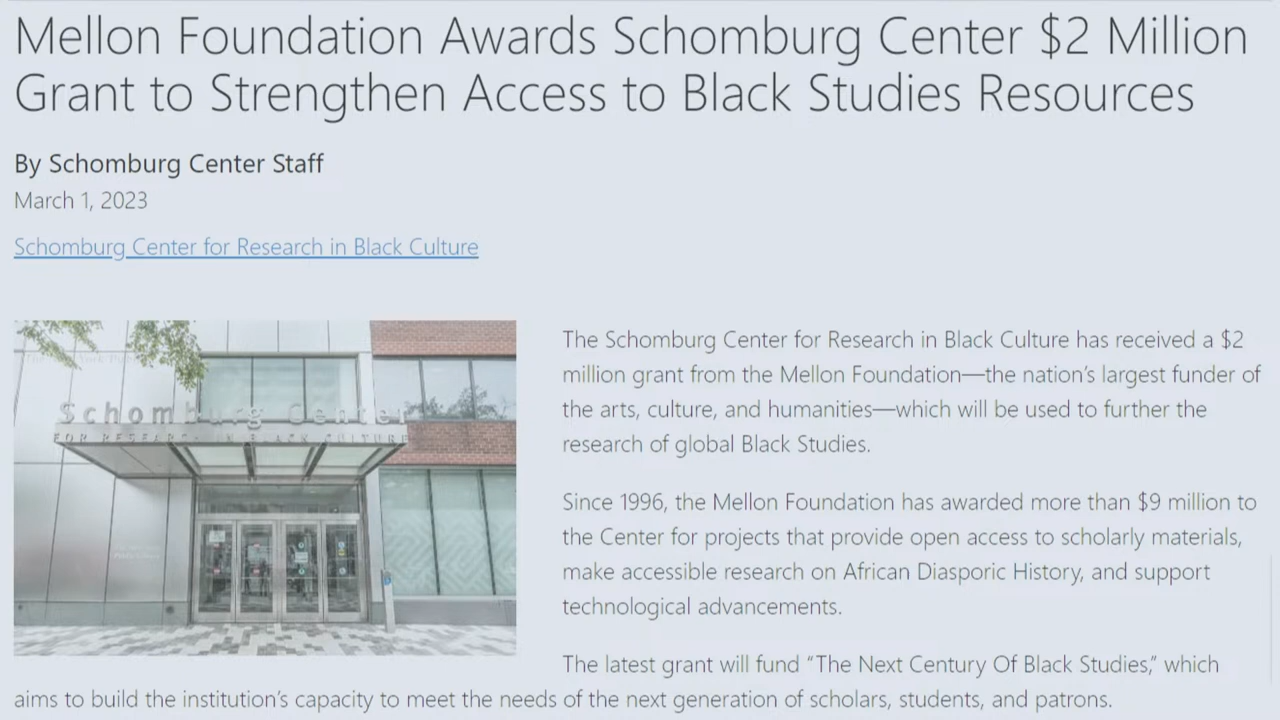 Mellon Foundation Awards Schomburg Center $2 Million
Grant to Strengthen Access to Black Studies Resources
By Schomburg Center Staff
March 1, 2023
Schomburg Center for Research in Black Culture
Schomburg Center
FOR RESEARCH IN BLACK CULTURE
The Schomburg Center for Research in Black Culture has received a $2
million grant from the Mellon Foundation—the nation's largest funder of
the arts, culture, and humanities—which will be used to further the
research of global Black Studies.
Since 1996, the Mellon Foundation has awarded more than $9 million to
the Center for projects that provide open access to scholarly materials,
make accessible research on African Diasporic History, and support
technological advancements.
The latest grant will fund “The Next Century Of Black Studies,” which
aims to build the institution's capacity to meet the needs of the next generation of scholars, students, and patrons.